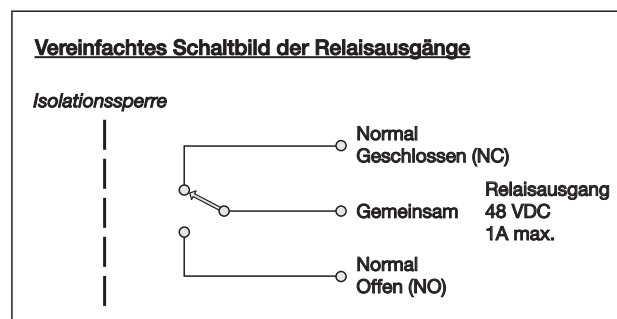 Vereinfachtes Schaltbild der Relaisausgänge
Isolationssperre
Normal
Geschlossen (NC)
Gemeinsam
Relaisausgang
48 VDC
1A max.
Normal
Offen (NO)